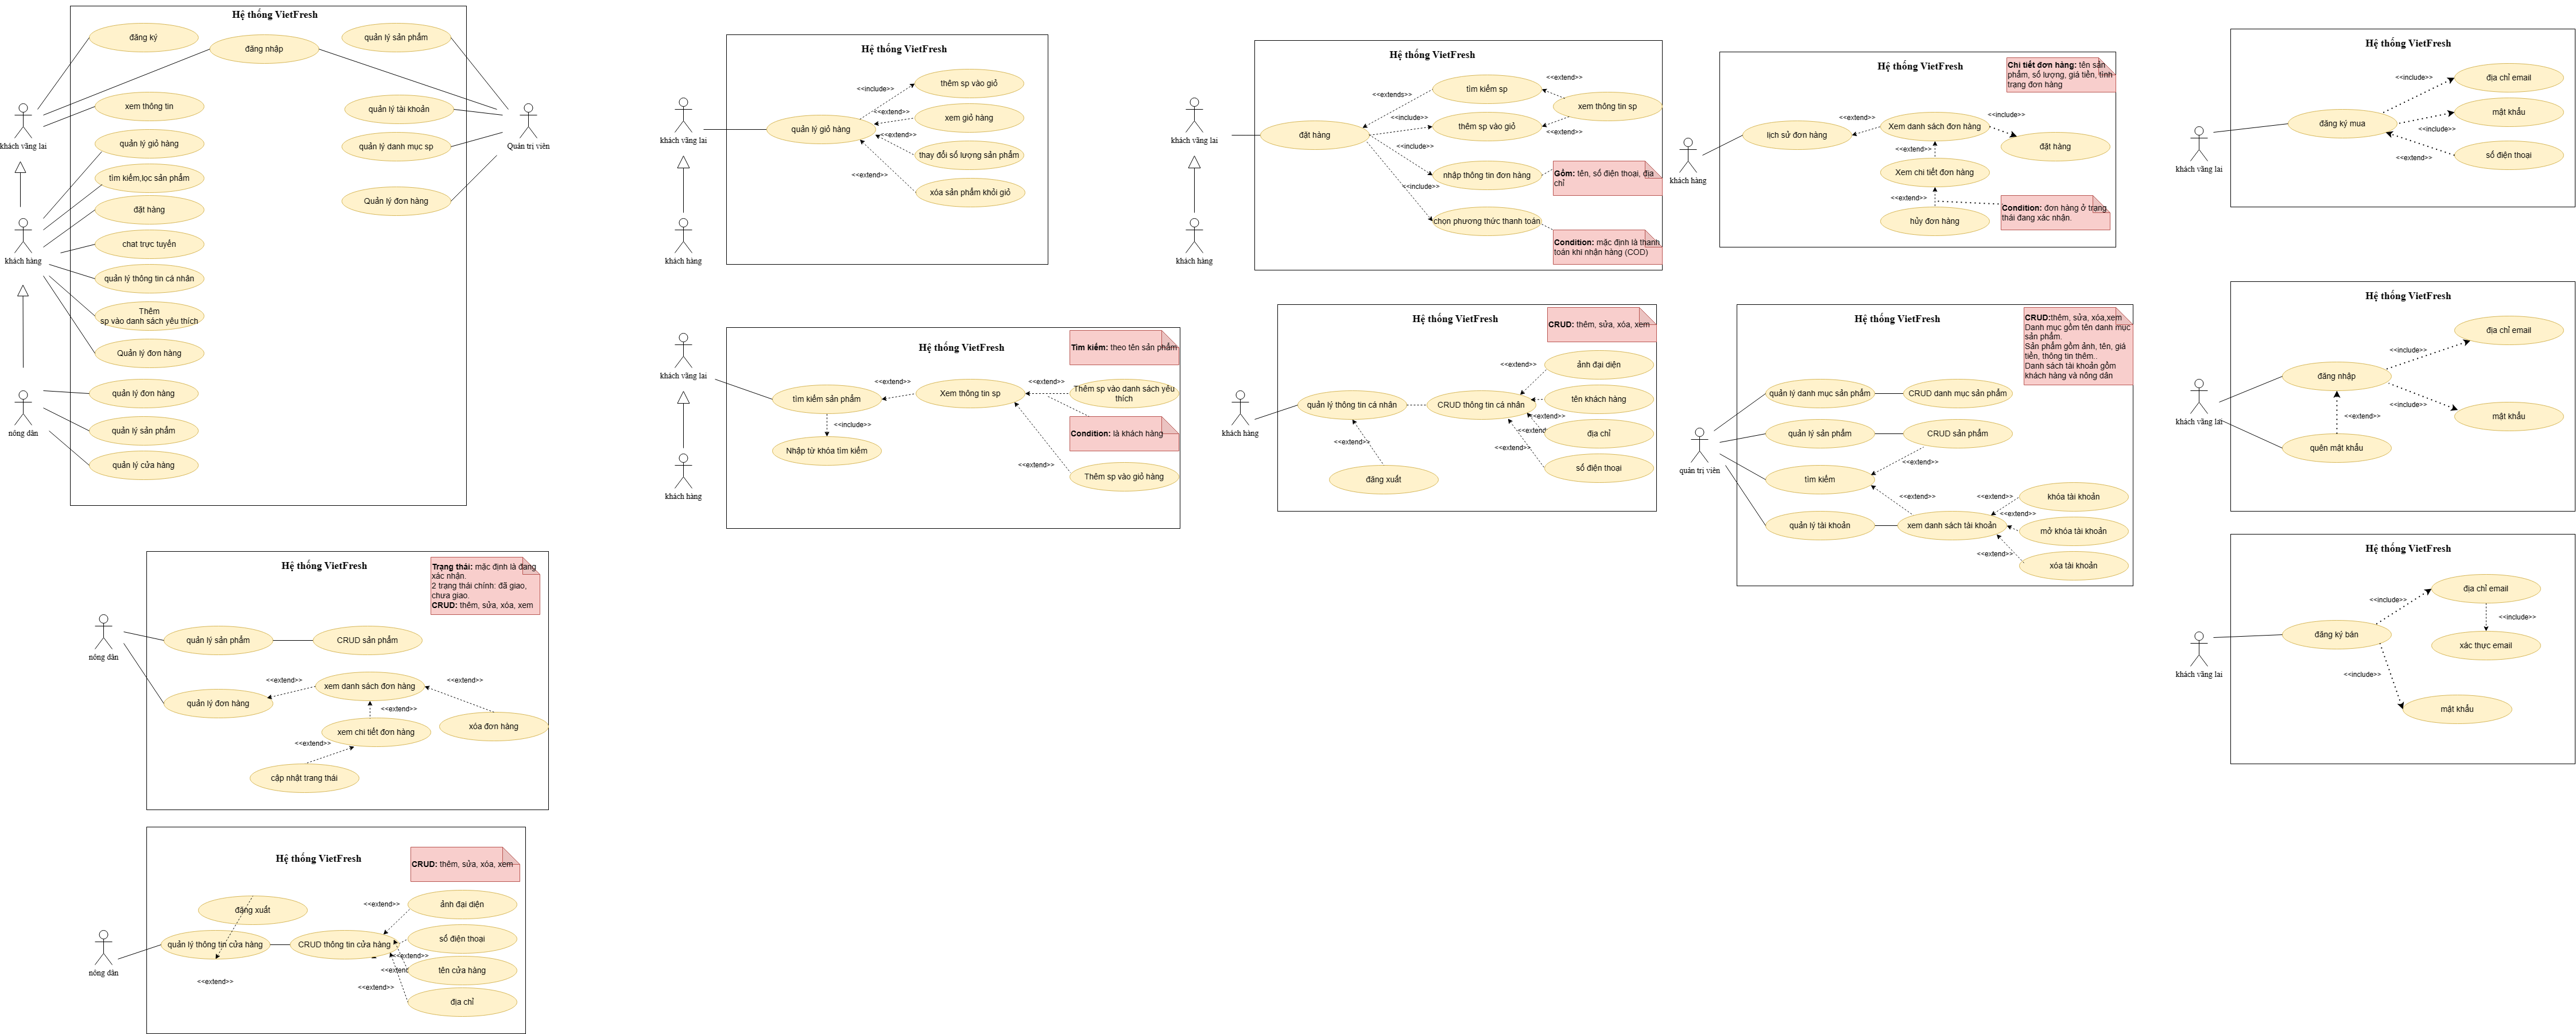 Hệ thống VietFresh
đăng ký
đăng nhập
quản lý sản phẩm
xem thông tin
quản lý tài khoản
khách vãng lai
quản lý giỏ hàng
quản lý danh mục sp
Quản trị viên
tìm kiếm,lọc sản phẩm
Quản lý đơn hàng
đặt hàng
chat trực tuyến
khách hàng
quản lý thông tin cá nhân
Thêm
sp vào danh sách yêu thích
Quản lý đơn hàng
quản lý đơn hàng
nông dân
quản lý sản phẩm
quản lý cửa hàng
Hệ thống VietFresh
thêm sp vào giỏ
<<include>>
xem giỏ hàng
<<extend>>
quản lý giỏ hàng
<<extend>>
khách vãng lai
thay đổi số lượng sản phẩm
<<extend>>
xóa sản phẩm khỏi giỏ
khách hàng
Hệ thống VietFresh
tìm kiếm sp
<<extend>>
<<extends>>
xem thông tin sp
<<include>>
thêm sp vào giỏ
<<extend>>
đặt hàng
khách vãng lai
<<include>>
nhập thông tin đơn hàng
Gồm: tên, số điện thoại, địa
chỉ
<<include>>
chọn phương thức thanh toán
Condition: mặc định là thanh
toán khi nhận hàng (COD)
khách hàng
Hệ thống VietFresh
Chi tiết đơn hàng: tên sản
phẩm, số lượng, giá tiền, tình
trạng đơn hàng
<<extend>>
<<include>>
lịch sử đơn hàng
Xem danh sách đơn hàng
đặt hàng
<<extend>>
Xem chi tiết đơn hàng
khách hàng
<<extend>>
Condition: đơn hàng ở trạng
thái đang xác nhận.
hủy đơn hàng
Hệ thống VietFresh
địa chỉ email
<<include>>
mật khẩu
đăng ký mua
<<include>>
số điện thoại
<<extend>>
khách vãng lai
Hệ thống VietFresh
Tìm kiếm: theo tên sản phẩm
khách vãng lai
<<extend>>
<<extend>>
tìm kiếm sản phẩm
Xem thông tin sp
Thêm sp vào danh sách yêu
thích
<<include>>
Condition: là khách hàng
Nhập từ khóa tìm kiếm
<<extend>>
Thêm sp vào giỏ hàng
khách hàng
Hệ thống VietFresh
CRUD: thêm, sửa, xóa, xem
<<extend>>
ảnh đại diện
quản lý thông tin cá nhân
CRUD thông tin cá nhân
tên khách hàng
<<extend>>
<<extend>>
địa chỉ
khách hàng
<<extend>>
<<extend>>
số điện thoại
đăng xuất
Hệ thống VietFresh
CRUD:thêm, sửa, xóa,xem
Danh mục gồm tên danh mục
sản phẩm.
Sản phẩm gồm ảnh, tên, giá
tiền, thông tin thêm..
Danh sách tài khoản gồm
khách hàng và nông dân
quản lý danh mục sản phẩm
CRUD danh mục sản phẩm
quản lý sản phẩm
CRUD sản phẩm
<<extend>>
quản trị viên
tìm kiếm
<<extend>>
<<extend>>
khóa tài khoản
<<extend>>
quản lý tài khoản
xem danh sách tài khoản
mở khóa tài khoản
<<extend>>
xóa tài khoản
Hệ thống VietFresh
địa chỉ email
<<include>>
đăng nhập
<<include>>
<<extend>>
mật khẩu
khách vãng lai
quên mật khẩu
Hệ thống VietFresh
địa chỉ email
<<include>>
<<include>>
đăng ký bán
xác thực email
khách vãng lai
<<include>>
mật khẩu
Hệ thống VietFresh
Trạng thái: mặc định là đang
xác nhận.
2 trạng thái chính: đã giao,
chưa giao.
CRUD: thêm, sửa, xóa, xem
quản lý sản phẩm
CRUD sản phẩm
nông dân
<<extend>>
<<extend>>
xem danh sách đơn hàng
quản lý đơn hàng
<<extend>>
xóa đơn hàng
xem chi tiết đơn hàng
<<extend>>
cập nhật trang thái
Hệ thống VietFresh
CRUD: thêm, sửa, xóa, xem
đăng xuất
<<extend>>
ảnh đại diện
quản lý thông tin cửa hàng
CRUD thông tin cửa hàng
số điện thoại
<<extend>>
nông dân
<<extend>>
tên cửa hàng
<<extend>>
<<extend>>
địa chỉ